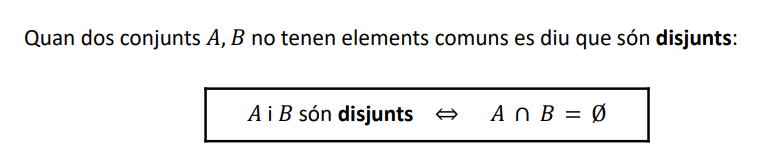 Quan dos conjunts A, B no tenen elements comuns es diu que són disjunts:
A i B són disjunts ⇔ A ∩ B = Ø